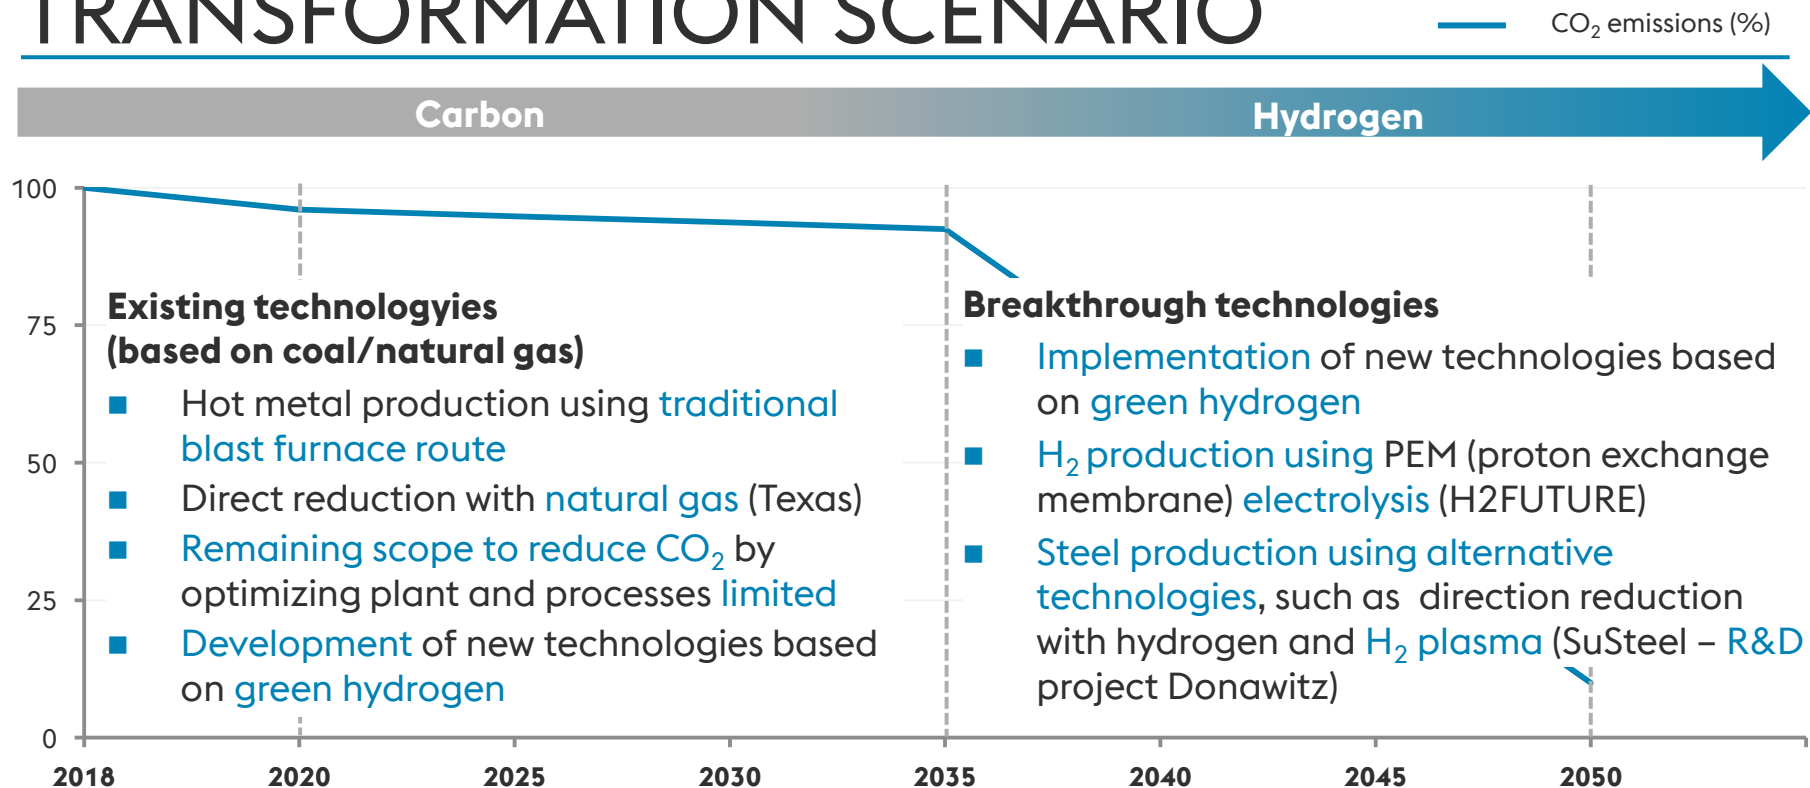 TRANSFORMATION SCENARIO
CO₂ emissions (%)
Carbon
Hydrogen
100
75
50
25
0
Existing technologyies
(based on coal/natural gas)
Hot metal production using traditional
blast furnace route
Direct reduction with natural gas (Texas)
Remaining scope to reduce CO₂ by
optimizing plant and processes limited
Development of new technologies based
on green hydrogen
Breakthrough technologies
Implementation of new technologies based
on green hydrogen
H₂ production using PEM (proton exchange
membrane) electrolysis (H2FUTURE)
Steel production using alternative
technologies, such as direction reduction
with hydrogen and H₂ plasma (SuSteel – R&D
project Donawitz)
2018
2020
2025
2030
2035
2040
2045
2050